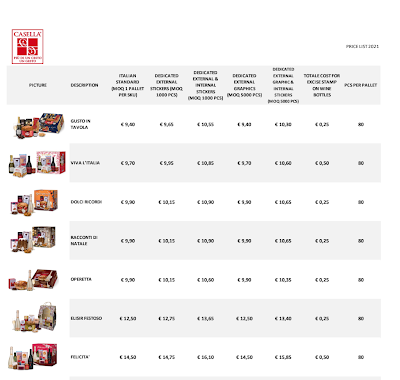 CASELLA
PRICE LIST 2021
PICTURE DESCRIPTION ITALIAN STANDARD (MOQ 1 PALLET PER SKU) DEDICATED EXTERNAL STICKERS (MOQ 1000 PCS) DEDICATED EXTERNAL & INTERNAL STICKERS (MOQ 1000 PCS) DEDICATED EXTERNAL GRAPHICS (MOQ 5000 PCS) DEDICATED EXTERNAL GRAPHIC & INTERNAL STICKERS (MOQ 5000 PCS) TOTALE COST FOR EXCISE STAMP ON WINE BOTTLES PCS PER PALLET
GUSTO IN TAVOLA € 9,40 € 9,65 € 10,55 € 9,40 € 10,30 € 0,25 80
VIVA L'ITALIA € 9,70 € 9,95 € 10,85 € 9,70 € 10,60 € 0,50 80
DOLCI RICORDI € 9,90 € 10,15 € 10,90 € 9,90 € 10,65 € 0,25 80
RACCONTI DI NATALE € 9,90 € 10,15 € 10,90 € 9,90 € 10,65 € 0,25 80
OPERETTA € 9,90 € 10,15 € 10,60 € 9,90 € 10,35 € 0,25 80
ELISIR FESTOSO € 12,50 € 12,75 € 13,65 € 12,50 € 13,40 € 0,25 80
FELICITA' € 14,50 € 14,75 € 16,10 € 14,50 € 15,85 € 0,50 80